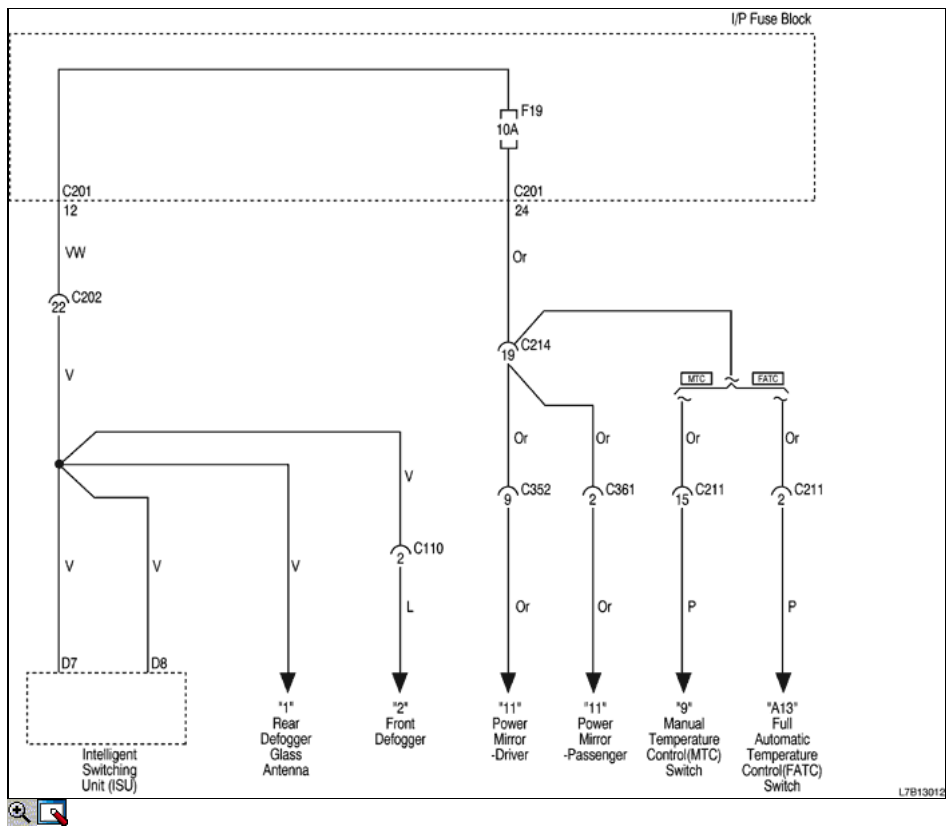 I/P Fuse Block
F19
10A
C201
12
C201
24
VW
Or
C202
22
C214
19
V
MTC
FATC
Or
Or
Or
Or
V
C352
9
C361
2
C211
15
C211
2
C110
2
V
V
V
L
Or
Or
P
P
D7
D8
Intelligent
Switching
Unit (ISU)
"1"
Rear
Defogger
Glass
Antenna
"2"
Front
Defogger
"11"
Power
Mirror
-Driver
"11"
Power
Mirror
-Passenger
"9"
Manual
Temperature
Control(MTC)
Switch
"A13"
Full
Automatic
Temperature
Control(FATC)
Switch
L7B13012